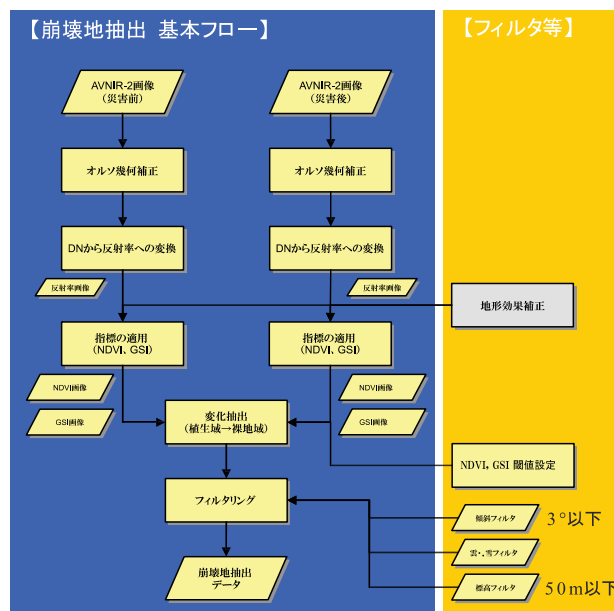 【崩壊地抽出 基本フロー】
【フィルタ等】
AVNIR-2画像
(災害前)
AVNIR-2画像
(災害後)
オルソ幾何補正
オルソ幾何補正
DNから反射率への変換
DNから反射率への変換
反射率画像
反射率画像
地形効果補正
指標の適用
(NDVI、GSI)
指標の適用
(NDVI、GSI)
NDVI画像
NDVI画像
GSI画像
GSI画像
変化抽出
(植生域→裸地域)
NDVI, GSI 閾値設定
フィルタリング
傾斜フィルタ
3°以下
雲・.雪フィルタ
崩壊地抽出
データ
標高フィルタ
50m以下